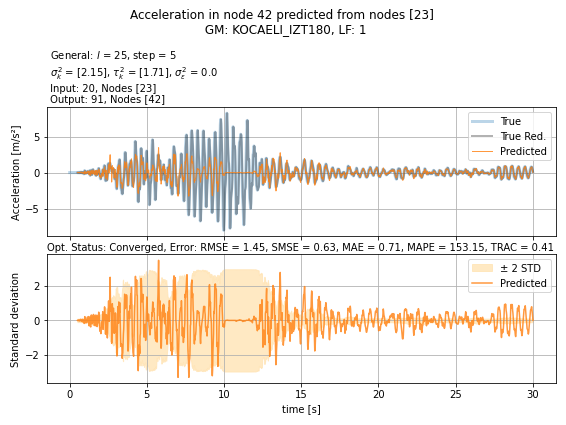 Acceleration in node 42 predicted from nodes [23]
GM: KOCAELI_IZT180, LF: 1
General: l = 25, step = 5
σ²ₖ = [2.15], τ²ₖ = [1.71], σ²ε = 0.0
Input: 20, Nodes [23]
Output: 91, Nodes [42]
Acceleration [m/s²]
5
0
−5
True
True Red.
Predicted
Opt. Status: Converged, Error: RMSE = 1.45, SMSE = 0.63, MAE = 0.71, MAPE = 153.15, TRAC = 0.41
Standard deviation
2
0
−2
± 2 STD
Predicted
0 5 10 15 20 25 30
time [s]